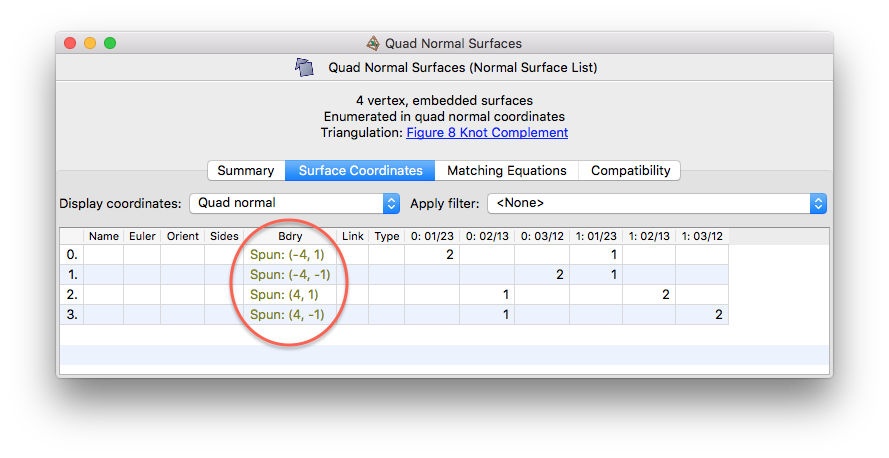 Quad Normal Surfaces
Quad Normal Surfaces (Normal Surface List)
4 vertex, embedded surfaces
Enumerated in quad normal coordinates
Triangulation: Figure 8 Knot Complement
Summary Surface Coordinates Matching Equations Compatibility
Display coordinates: Quad normal Apply filter: <None>
Name Euler Orient Sides Bdry Link Type 0: 01/23 0: 02/13 0: 03/12 1: 01/23 1: 02/13 1: 03/12
0. Spun: (-4, 1) 2 1
1. Spun: (-4, -1) 2 1
2. Spun: (4, 1) 1 2
3. Spun: (4, -1) 1 2